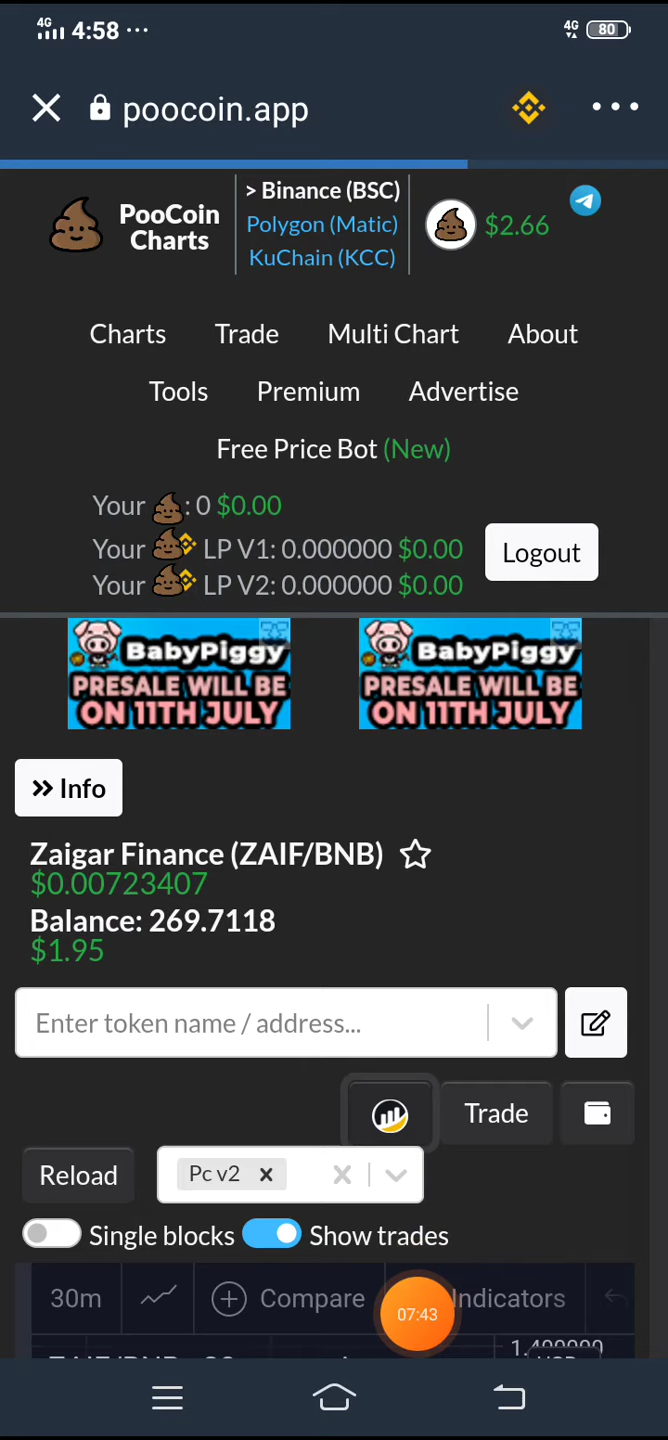 4G 4:58 ... 4G 80
poocoin.app
PooCoin Charts
> Binance (BSC)
Polygon (Matic)
KuChain (KCC)
$2.66
Charts Trade Multi Chart About
Tools Premium Advertise
Free Price Bot (New)
Your : 0 $0.00
Your LP V1: 0.000000 $0.00
Your LP V2: 0.000000 $0.00
Logout
BabyPiggy BabyPiggy
PRESALE WILL BE PRESALE WILL BE
ON 11TH JULY ON 11TH JULY
>> Info
Zaigar Finance (ZAIF/BNB)
$0.00723407
Balance: 269.7118
$1.95
Enter token name / address...
Trade
Reload Pc v2 x
Single blocks Show trades
30m Compare Indicators
07:43